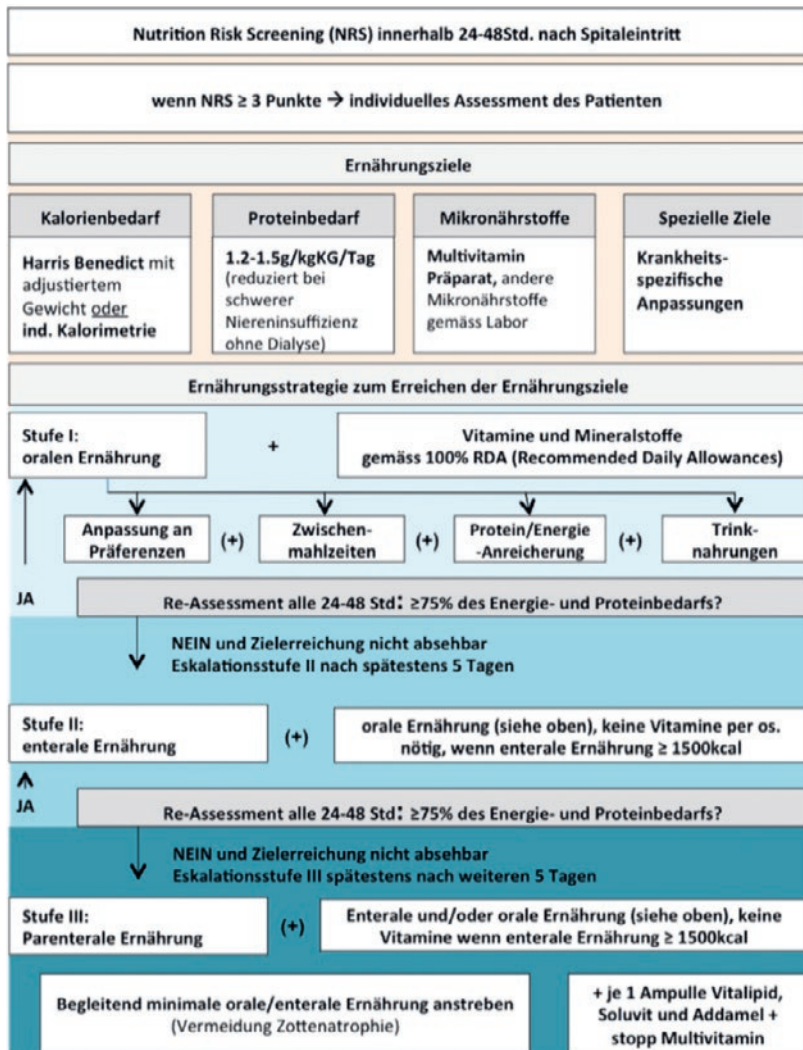 Nutrition Risk Screening (NRS) innerhalb 24-48Std. nach Spitaleintritt
wenn NRS ≥ 3 Punkte → individuelles Assessment des Patienten
Ernährungsziele
Kalorienbedarf
Harris Benedict mit
adjustiertem
Gewicht oder
ind. Kalorimetrie
Proteinbedarf
1.2-1.5g/kgKG/Tag
(reduziert bei
schwerer
Niereninsuffizienz
ohne Dialyse)
Mikronährstoffe
Multivitamin
Präparat, andere
Mikronährstoffe
gemäss Labor
Spezielle Ziele
Krankheits-
spezifische
Anpassungen
Ernährungsstrategie zum Erreichen der Ernährungsziele
Stufe I:
oralen Ernährung
+
Vitamine und Mineralstoffe
gemäss 100% RDA (Recommended Daily Allowances)
Anpassung an
Präferenzen
(+)
Zwischen-
mahlzeiten
(+)
Protein/Energie
-Anreicherung
(+)
Trink-
nahrungen
JA
Re-Assessment alle 24-48 Std: ≥75% des Energie- und Proteinbedarfs?
NEIN und Zielerreichung nicht absehbar
Eskalationsstufe II nach spätestens 5 Tagen
Stufe II:
enterale Ernährung
(+)
orale Ernährung (siehe oben), keine Vitamine per os.
nötig, wenn enterale Ernährung ≥ 1500kcal
JA
Re-Assessment alle 24-48 Std: ≥75% des Energie- und Proteinbedarfs?
NEIN und Zielerreichung nicht absehbar
Eskalationsstufe III spätestens nach weiteren 5 Tagen
Stufe III:
Parenterale Ernährung
(+)
Enterale und/oder orale Ernährung (siehe oben), keine
Vitamine wenn enterale Ernährung ≥ 1500kcal
Begleitend minimale orale/enterale Ernährung anstreben
(Vermeidung Zottenatrophie)
+ je 1 Ampulle Vitalipid,
Soluvit und Addamel +
stopp Multivitamin